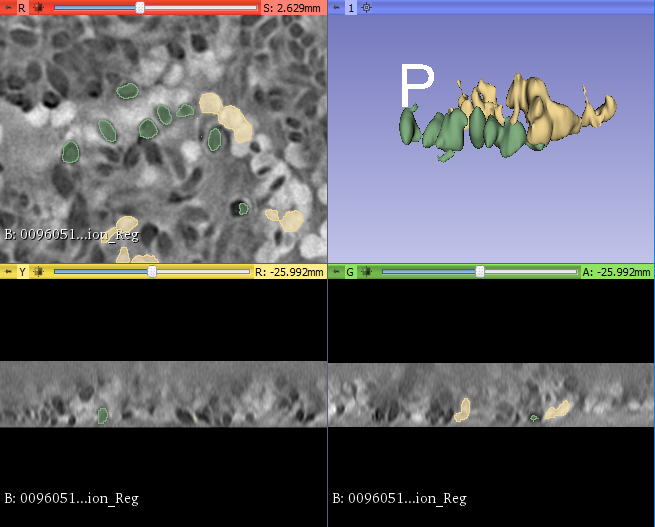 R S: 2.629mm
1
P
B: 0096051...ion_Reg
Y R: -25.992mm
G A: -25.992mm
B: 0096051...ion_Reg
B: 0096051...ion_Reg